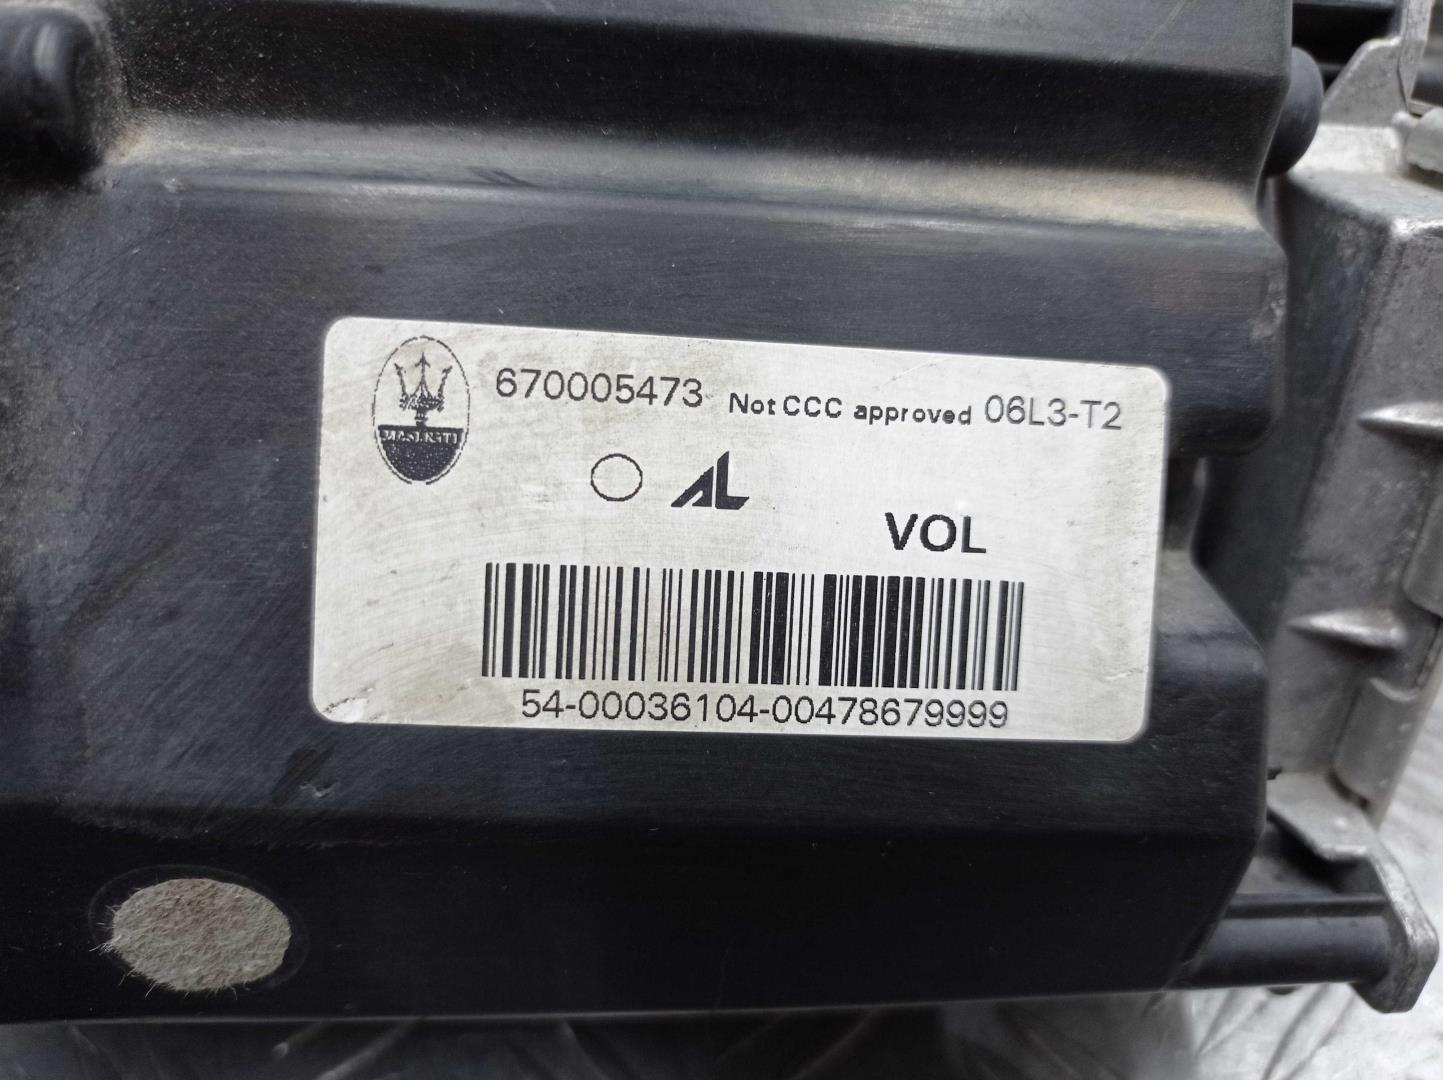 670005473 Not CCC approved 06L3-T2
MASERATI
AL
VOL
54-00036104-00478679999